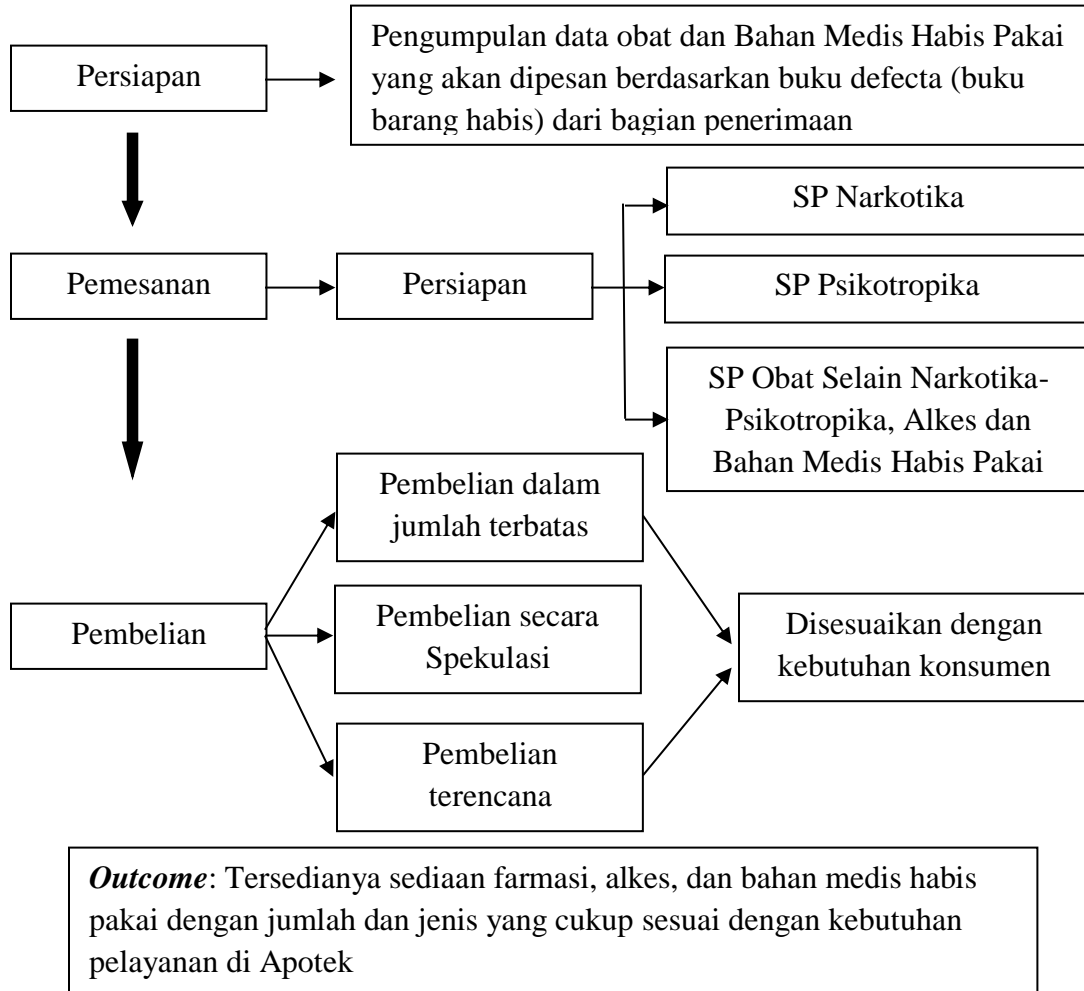 Persiapan
Pengumpulan data obat dan Bahan Medis Habis Pakai
yang akan dipesan berdasarkan buku defecta (buku
barang habis) dari bagian penerimaan
SP Narkotika
Pemesanan
Persiapan
SP Psikotropika
SP Obat Selain Narkotika-
Psikotropika, Alkes dan
Bahan Medis Habis Pakai
Pembelian dalam
jumlah terbatas
Pembelian
Pembelian secara
Spekulasi
Disesuaikan dengan
kebutuhan konsumen
Pembelian
terencana
Outcome: Tersedianya sediaan farmasi, alkes, dan bahan medis habis
pakai dengan jumlah dan jenis yang cukup sesuai dengan kebutuhan
pelayanan di Apotek